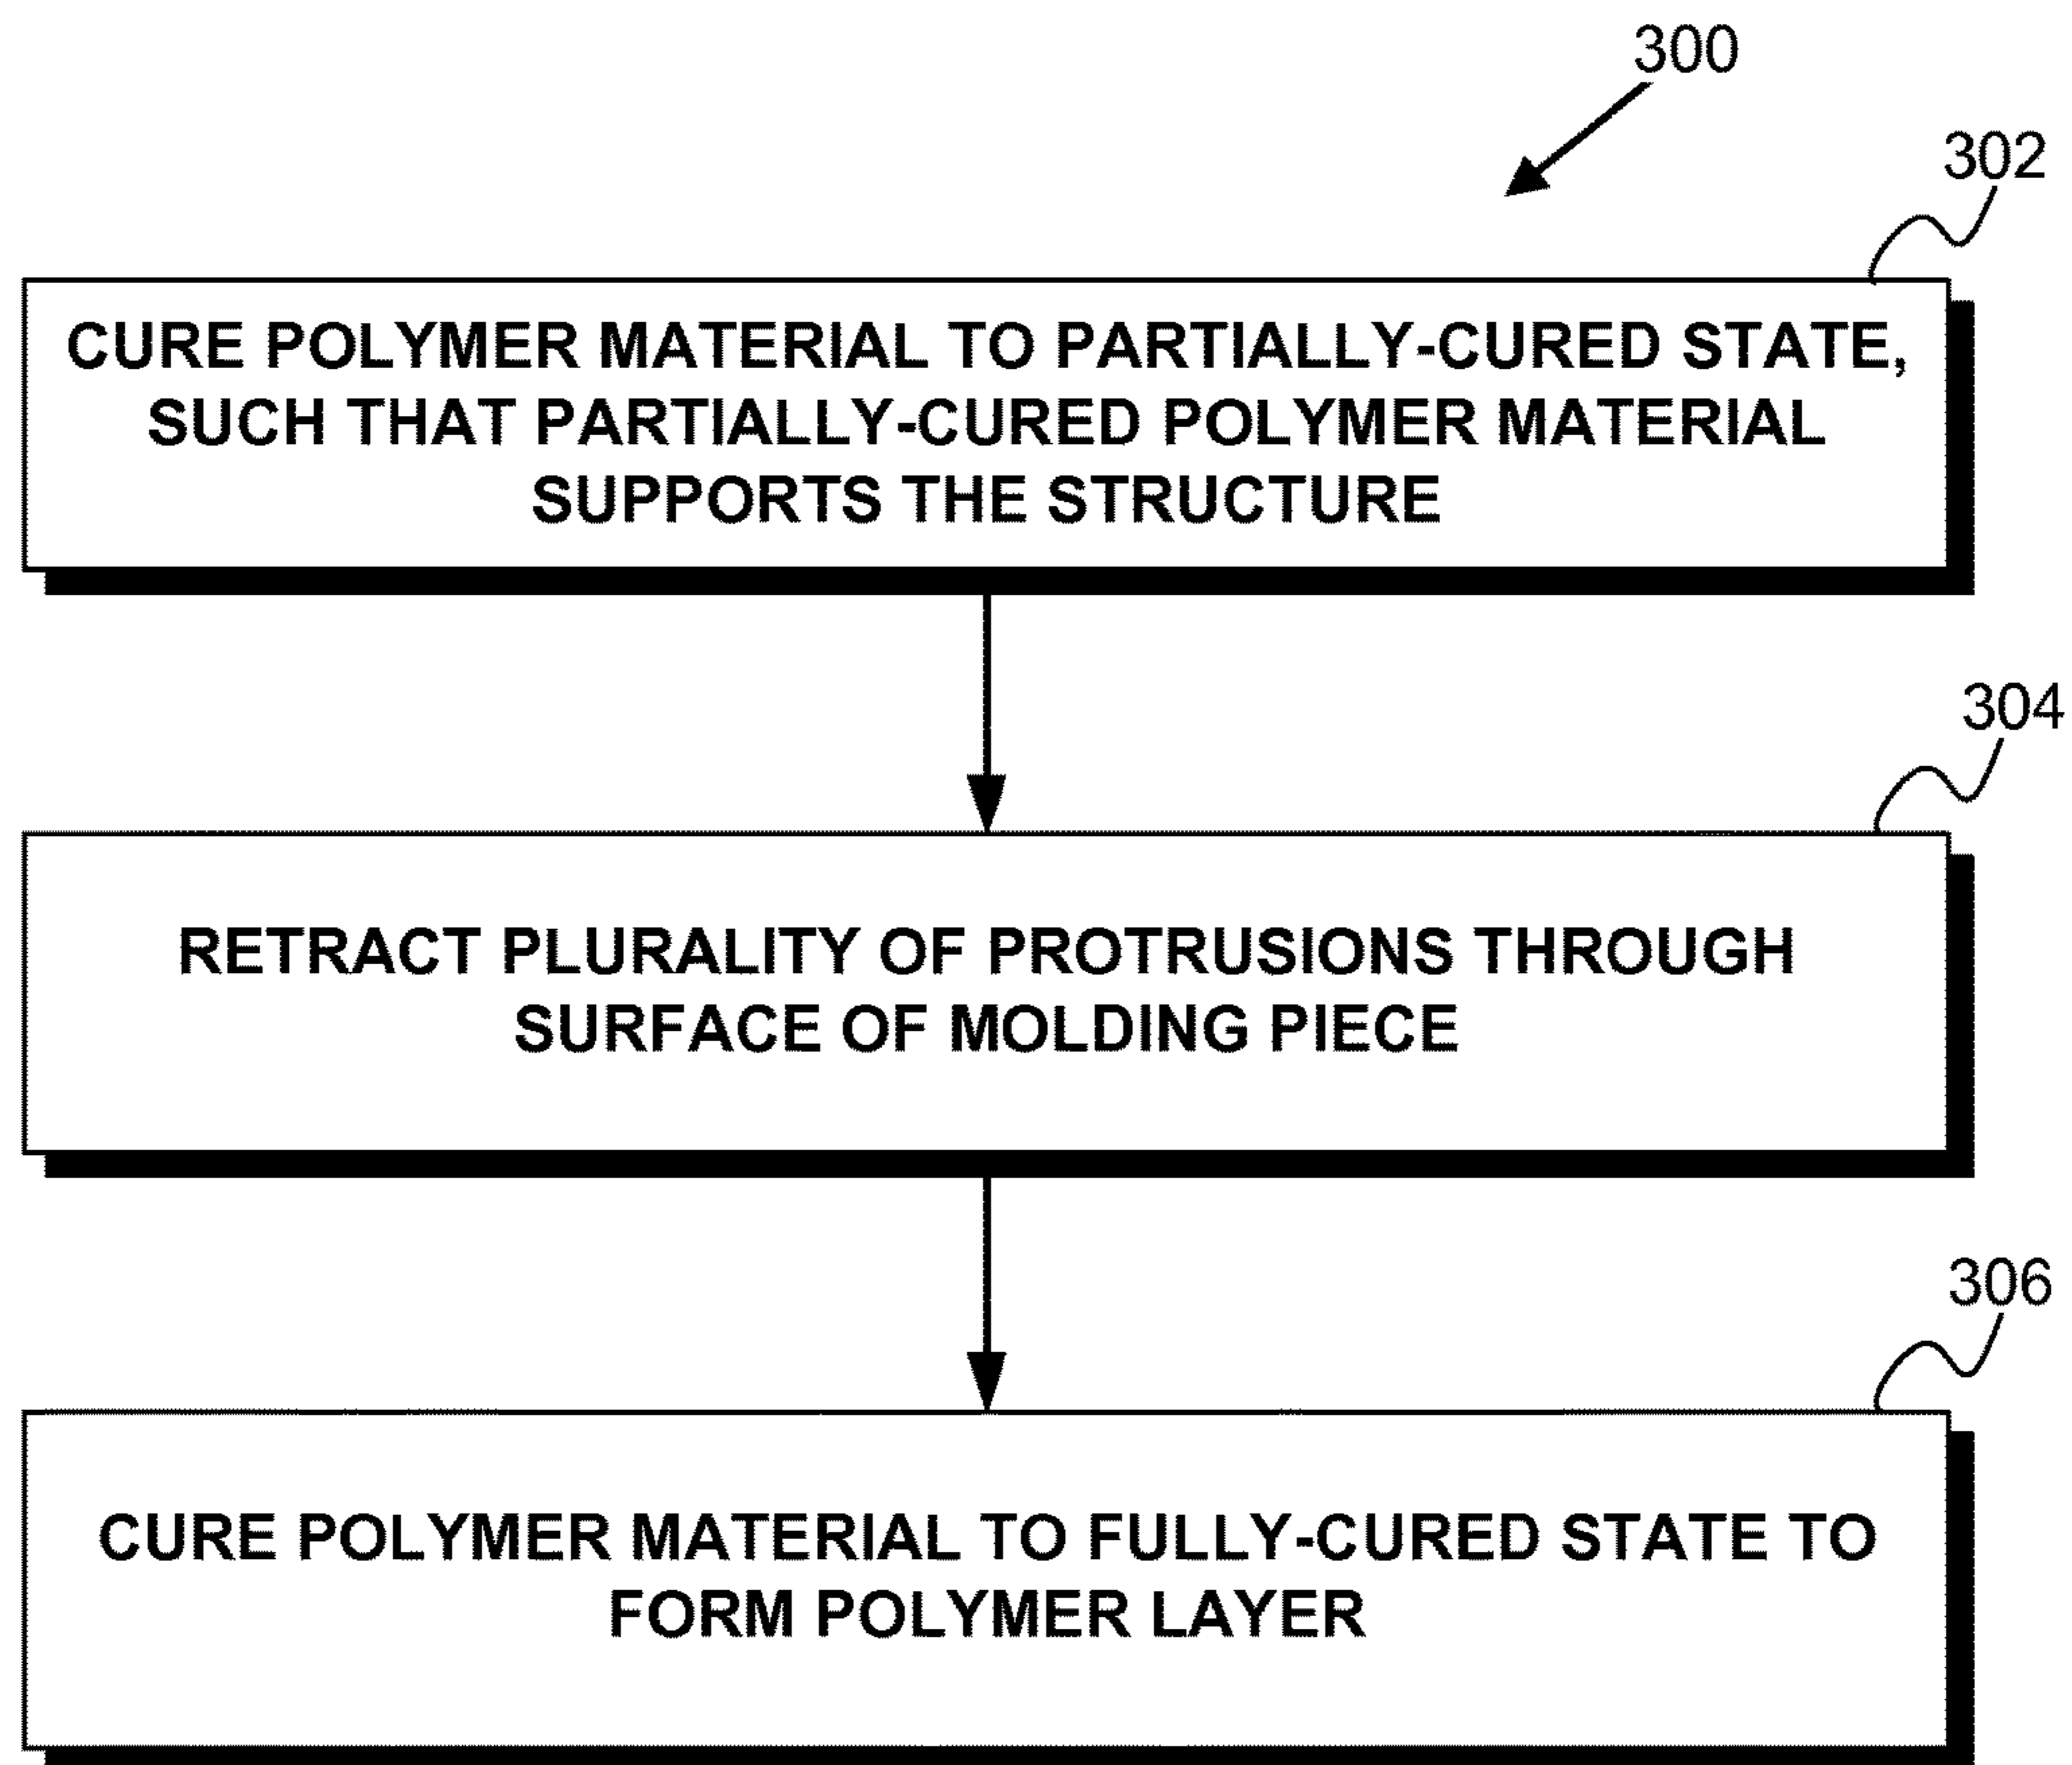 300
302
CURE POLYMER MATERIAL TO PARTIALLY-CURED STATE,
SUCH THAT PARTIALLY-CURED POLYMER MATERIAL
SUPPORTS THE STRUCTURE
304
RETRACT PLURALITY OF PROTRUSIONS THROUGH
SURFACE OF MOLDING PIECE
306
CURE POLYMER MATERIAL TO FULLY-CURED STATE TO
FORM POLYMER LAYER